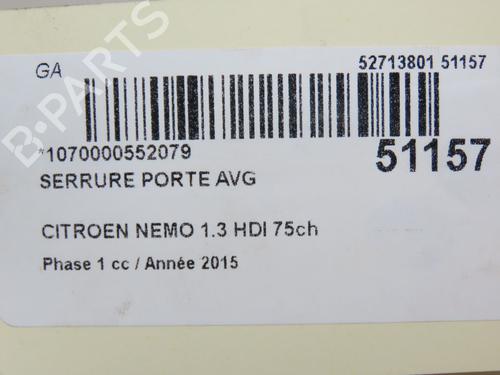 GA
52713801 51157
*1070000552079
51157
SERRURE PORTE AVG
CITROEN NEMO 1.3 HDI 75ch
Phase 1 cc / Année 2015
B-PARTS